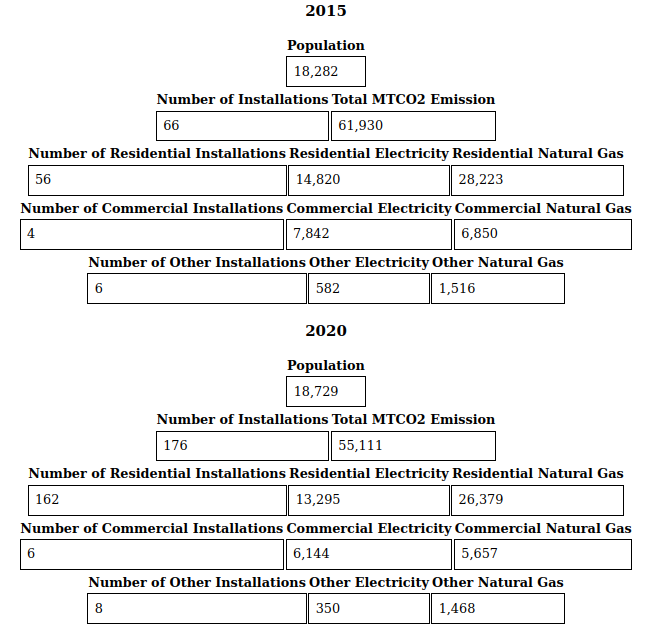 2015
Population
18,282
Number of Installations Total MTCO2 Emission
66 61,930
Number of Residential Installations Residential Electricity Residential Natural Gas
56 14,820 28,223
Number of Commercial Installations Commercial Electricity Commercial Natural Gas
4 7,842 6,850
Number of Other Installations Other Electricity Other Natural Gas
6 582 1,516
2020
Population
18,729
Number of Installations Total MTCO2 Emission
176 55,111
Number of Residential Installations Residential Electricity Residential Natural Gas
162 13,295 26,379
Number of Commercial Installations Commercial Electricity Commercial Natural Gas
6 6,144 5,657
Number of Other Installations Other Electricity Other Natural Gas
8 350 1,468